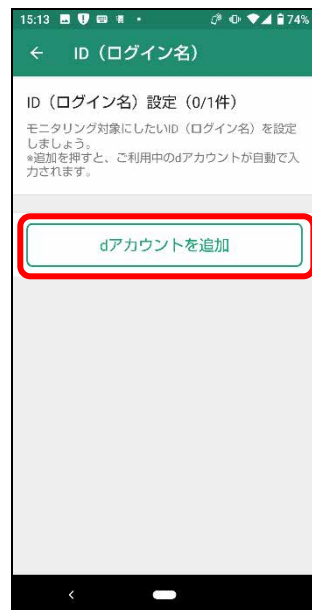 15:13 74%
← ID（ログイン名）
ID（ログイン名）設定（0/1件）
モニタリング対象にしたいID（ログイン名）を設定
しましょう。
※追加を押すと、ご利用中のdアカウントが自動で入
力されます。
dアカウントを追加